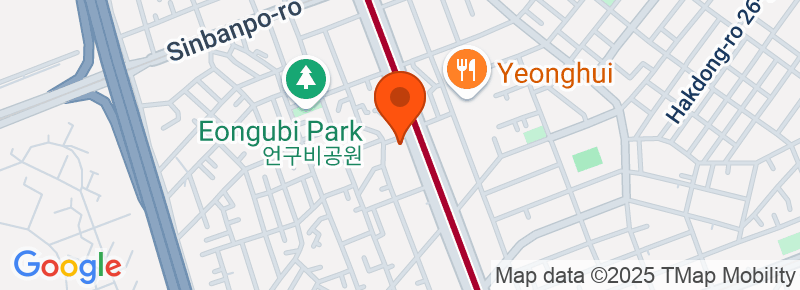 Sinbanpo-ro
Yeonghui
Hakdong-ro 26-
Eongubi Park
언구비공원
Google
Map data ©2025 TMap Mobility